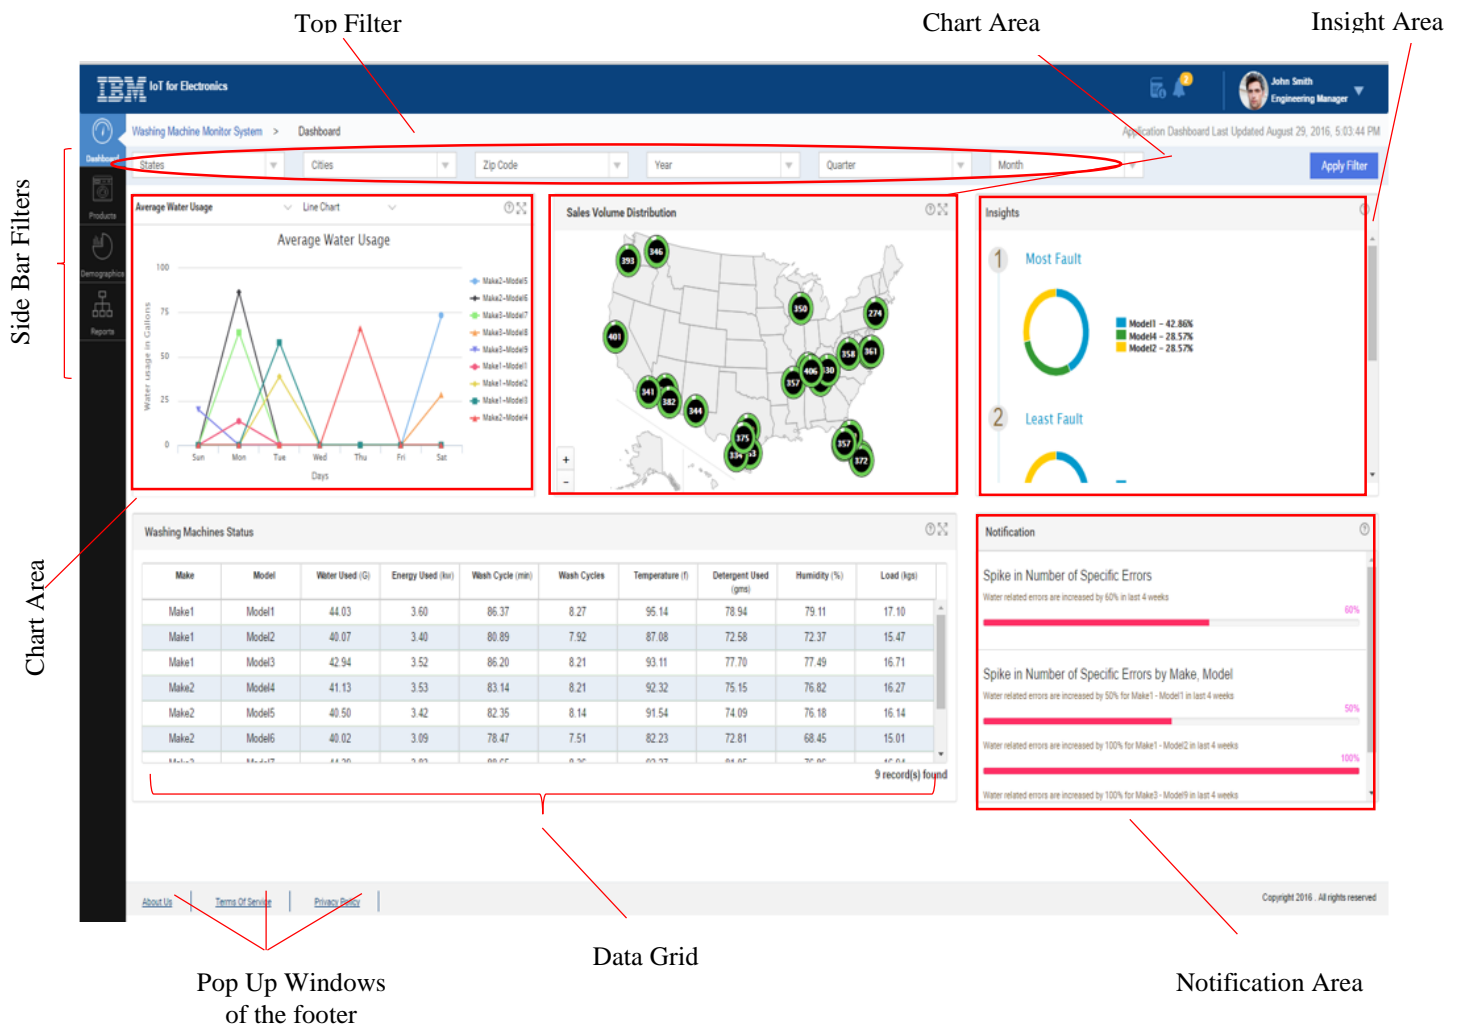 Top Filter
Chart Area
Insight Area
IBM IoT for Electronics
2
John Smith
Engineering Manager
Washing Machine Monitor System > Dashboard
Application Dashboard Last Updated August 29, 2016, 5:03:44 PM
Side Bar Filters
Dashboard
Products
Demographics
Reports
States
Cities
Zip Code
Year
Quarter
Month
Apply Filter
Average Water Usage
Line Chart
Average Water Usage
Water usage in Gallons
100
75
50
25
0
Sun Mon Tue Wed Thu Fri Sat
Days
Make2-Model5
Make2-Model6
Make3-Model7
Make3-Model8
Make3-Model9
Make1-Model1
Make1-Model2
Make1-Model3
Make2-Model4
Sales Volume Distribution
393
346
350
274
401
358
361
406
357
341
382
344
375
357
372
+
-
Insights
1 Most Fault
Model1 - 42.86%
Model4 - 28.57%
Model2 - 28.57%
2 Least Fault
Chart Area
Washing Machines Status
Make Model Water Used (G) Energy Used (kw) Wash Cycle (min) Wash Cycles Temperature (f) Detergent Used (gms) Humidity (%) Load (kgs)
Make1 Model1 44.03 3.60 86.37 8.27 95.14 78.94 79.11 17.10
Make1 Model2 40.07 3.40 80.89 7.92 87.08 72.58 72.37 15.47
Make1 Model3 42.94 3.52 86.20 8.21 93.11 77.70 77.49 16.71
Make2 Model4 41.13 3.53 83.14 8.21 92.32 75.15 76.82 16.27
Make2 Model5 40.50 3.42 82.35 8.14 91.54 74.09 76.18 16.14
Make2 Model6 40.02 3.09 78.47 7.51 82.23 72.81 68.45 15.01
9 record(s) found
Notification
Spike in Number of Specific Errors
Water related errors are increased by 60% in last 4 weeks
60%
Spike in Number of Specific Errors by Make, Model
Water related errors are increased by 50% for Make1 - Model1 in last 4 weeks
50%
Water related errors are increased by 100% for Make1 - Model2 in last 4 weeks
100%
Water related errors are increased by 100% for Make3 - Model9 in last 4 weeks
About Us
Terms Of Service
Privacy Policy
Copyright 2016 . All rights reserved
Data Grid
Pop Up Windows
of the footer
Notification Area